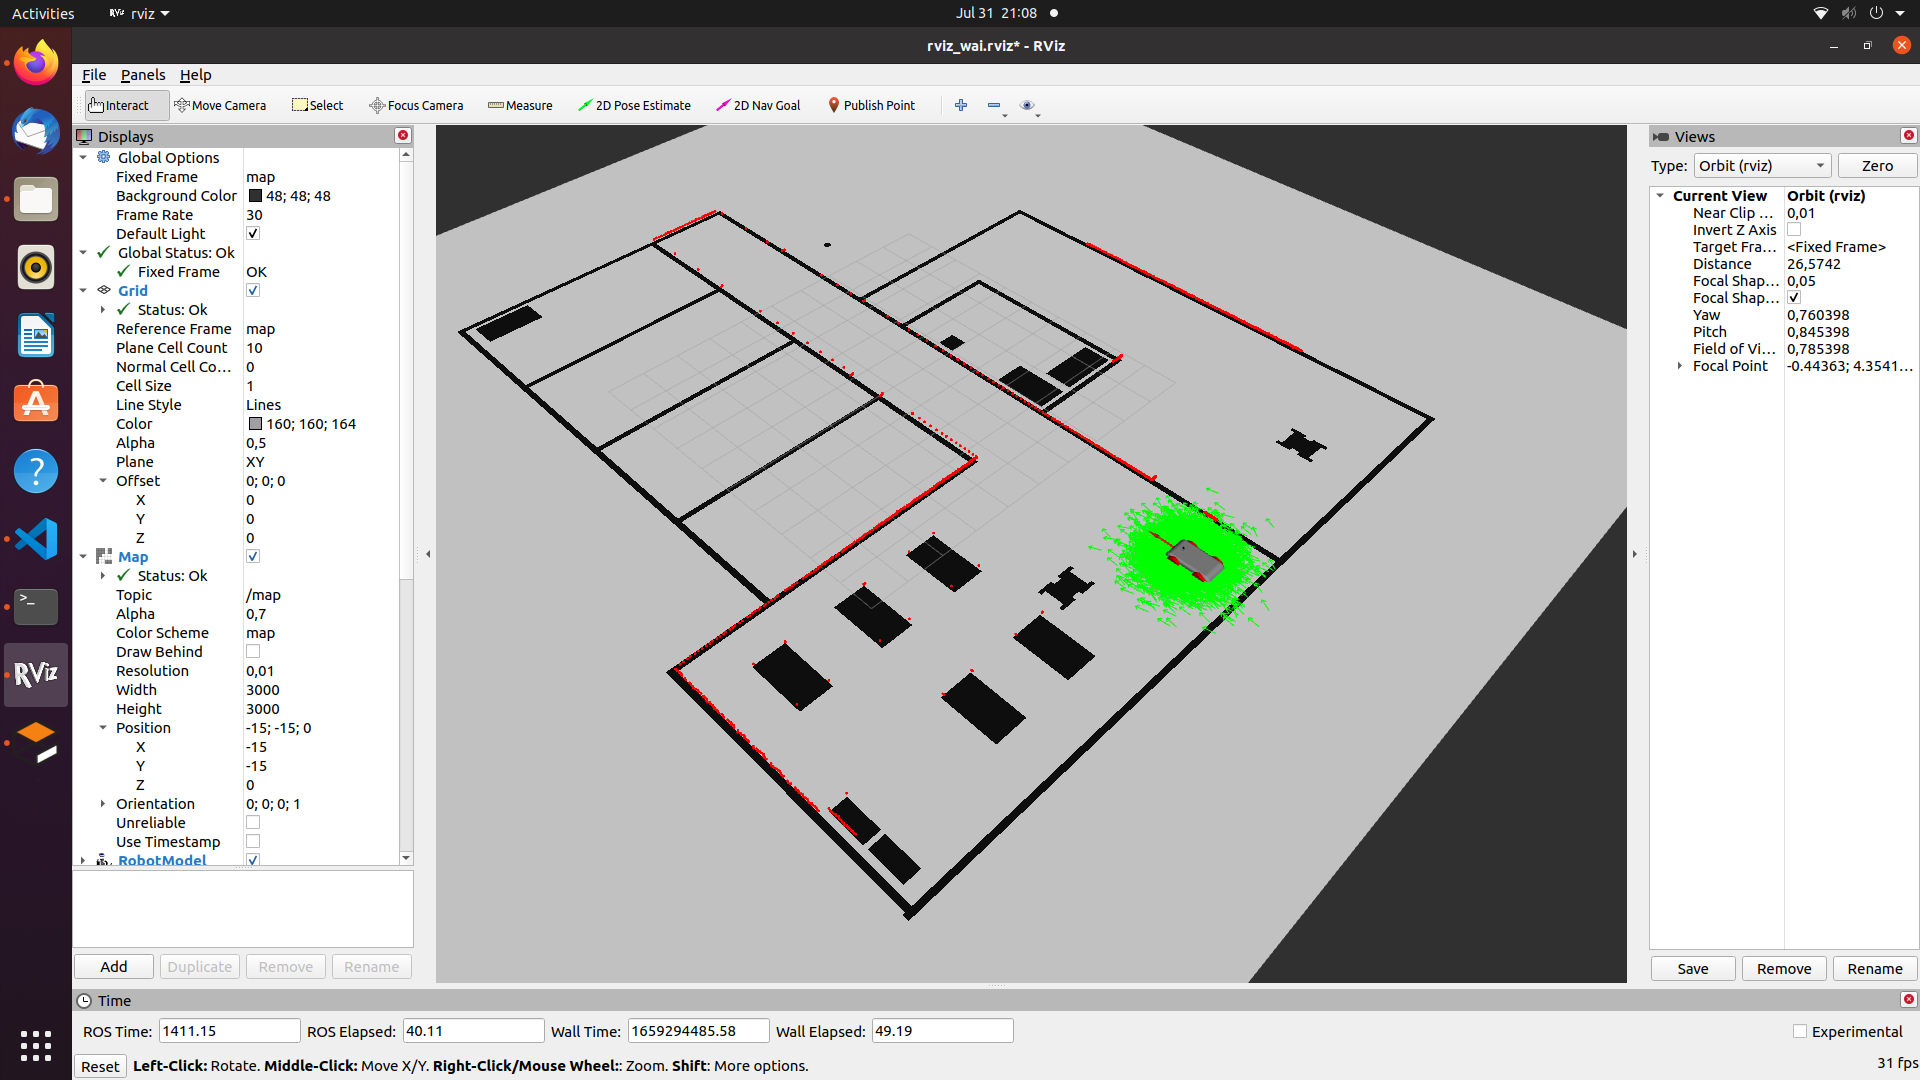 Activities
rviz
Jul 31 21:08
rviz_wai.rviz* - RViz
File Panels Help
Interact Move Camera Select Focus Camera Measure 2D Pose Estimate 2D Nav Goal Publish Point
Displays
Global Options
Fixed Frame map
Background Color 48; 48; 48
Frame Rate 30
Default Light
Global Status: Ok
Fixed Frame OK
Grid
Status: Ok
Reference Frame map
Plane Cell Count 10
Normal Cell Co... 0
Cell Size 1
Line Style Lines
Color 160; 160; 164
Alpha 0,5
Plane XY
Offset 0; 0; 0
X 0
Y 0
Z 0
Map
Status: Ok
Topic /map
Alpha 0,7
Color Scheme map
Draw Behind
Resolution 0,01
Width 3000
Height 3000
Position -15; -15; 0
X -15
Y -15
Z 0
Orientation 0; 0; 0; 1
Unreliable
Use Timestamp
RobotModel
Add Duplicate Remove Rename
Views
Type: Orbit (rviz) Zero
Current View Orbit (rviz)
Near Clip ... 0,01
Invert Z Axis
Target Fra... <Fixed Frame>
Distance 26,5742
Focal Shap... 0,05
Focal Shap...
Yaw 0,760398
Pitch 0,845398
Field of Vi... 0,785398
Focal Point -0.44363; 4.3541...
Save Remove Rename
RViz
Time
ROS Time: 1411.15 ROS Elapsed: 40.11 Wall Time: 1659294485.58 Wall Elapsed: 49.19
Experimental
Reset Left-Click: Rotate. Middle-Click: Move X/Y. Right-Click/Mouse Wheel:: Zoom. Shift: More options.
31 fps